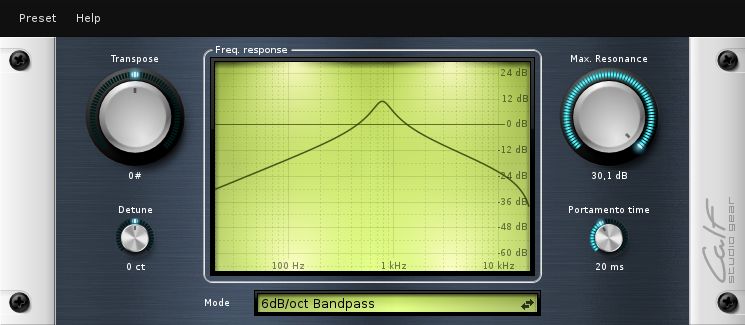 Preset Help
Transpose
Freq. response
Max. Resonance
24 dB
12 dB
0 dB
-12 dB
-24 dB
-36 dB
-48 dB
-60 dB
100 Hz 1 kHz 10 kHz
0#
30,1 dB
Detune
Portamento time
0 ct
20 ms
Mode
6dB/oct Bandpass
Calf
studio gear